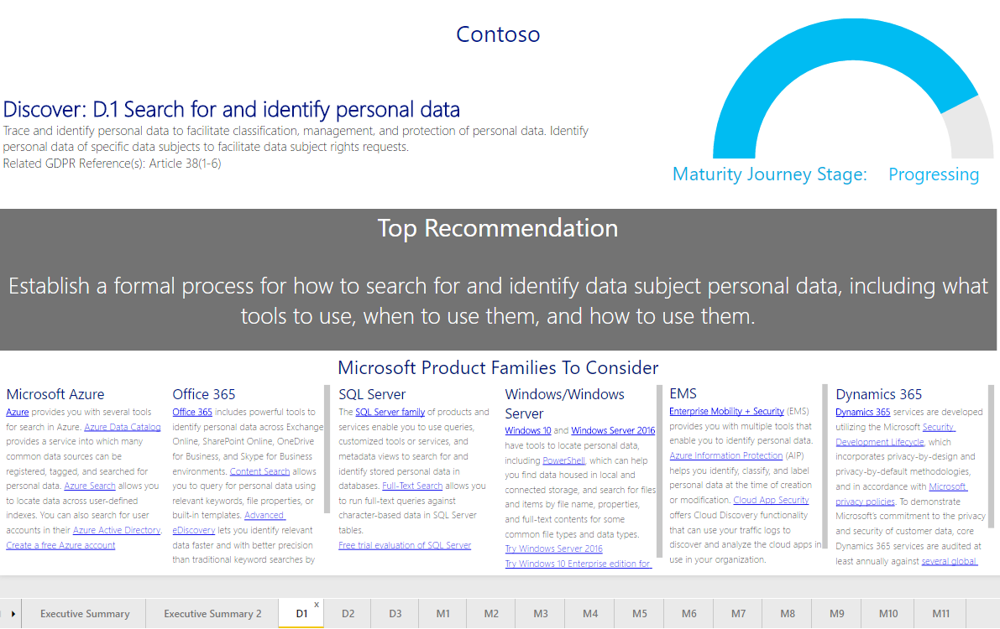 Contoso
Discover: D.1 Search for and identify personal data
Trace and identify personal data to facilitate classification, management, and protection of personal data. Identify
personal data of specific data subjects to facilitate data subject rights requests.
Related GDPR Reference(s): Article 38(1-6)
Maturity Journey Stage: Progressing
Top Recommendation
Establish a formal process for how to search for and identify data subject personal data, including what
tools to use, when to use them, and how to use them.
Microsoft Product Families To Consider
Microsoft Azure
Azure provides you with several tools
for search in Azure. Azure Data Catalog
provides a service into which many
common data sources can be
registered, tagged, and searched for
personal data. Azure Search allows you
to locate data across user-defined
indexes. You can also search for user
accounts in their Azure Active Directory.
Create a free Azure account
Office 365
Office 365 includes powerful tools to
identify personal data across Exchange
Online, SharePoint Online, OneDrive
for Business, and Skype for Business
environments. Content Search allows
you to query for personal data using
relevant keywords, file properties, or
built-in templates. Advanced
eDiscovery lets you identify relevant
data faster and with better precision
than traditional keyword searches by
SQL Server
The SQL Server family of products and
services enable you to use queries,
customized tools or services, and
metadata views to search for and
identify stored personal data in
databases. Full-Text Search allows you
to run full-text queries against
character-based data in SQL Server
tables.
Free trial evaluation of SQL Server
Windows/Windows
Server
Windows 10 and Windows Server 2016
have tools to locate personal data,
including PowerShell, which can help
you find data housed in local and
connected storage, and search for files
and items by file name, properties,
and full-text contents for some
common file types and data types.
Try Windows Server 2016
Try Windows 10 Enterprise edition for
EMS
Enterprise Mobility + Security (EMS)
provides you with multiple tools that
enable you to identify personal data.
Azure Information Protection (AIP)
helps you identify, classify, and label
personal data at the time of creation
or modification. Cloud App Security
offers Cloud Discovery functionality
that can use your traffic logs to
discover and analyze the cloud apps in
use in your organization.
Dynamics 365
Dynamics 365 services are developed
utilizing the Microsoft Security
Development Lifecycle, which
incorporates privacy-by-design and
privacy-by-default methodologies,
and in accordance with Microsoft
privacy policies. To demonstrate
Microsoft's commitment to the privacy
and security of customer data, core
Dynamics 365 services are audited at
least annually against several global
Executive Summary Executive Summary 2 D1 x D2 D3 M1 M2 M3 M4 M5 M6 M7 M8 M9 M10 M11